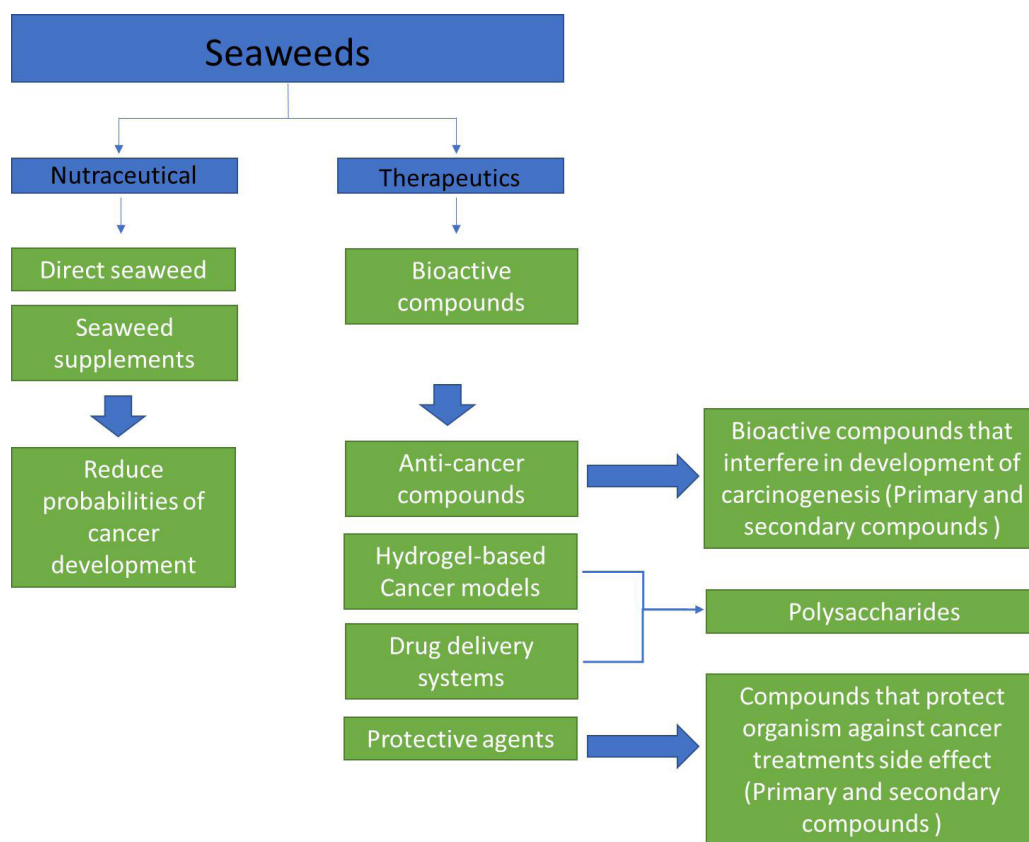 Seaweeds
Nutraceutical
Therapeutics
Direct seaweed
Seaweed
supplements
Reduce
probabilities of
cancer
development
Bioactive
compounds
Anti-cancer
compounds
Hydrogel-based
Cancer models
Drug delivery
systems
Protective agents
Bioactive compounds that
interfere in development of
carcinogenesis (Primary and
secondary compounds )
Polysaccharides
Compounds that protect
organism against cancer
treatments side effect
(Primary and secondary
compounds )